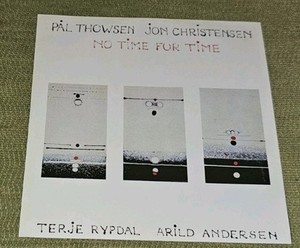 PÅL THOWSEN JON CHRISTENSEN
NO TIME FOR TIME
TERJE RYPDAL ARILD ANDERSEN